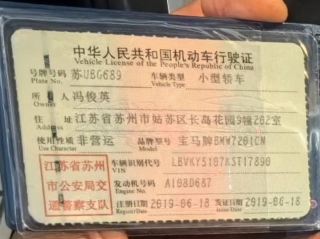 中华人民共和国机动车行驶证
Vehicle License of the People's Republic of China
号牌号码 苏UBG689 车辆类型 小型轿车
Plate No. Vehicle Type
所有人 冯俊英
Owner
住址 江苏省苏州市姑苏区长岛花园9幢202室
Address
使用性质 非营运 品牌型号 宝马牌BMW7201CN
Use Character Model
江苏省苏州
市公安局交
通警察支队
车辆识别代号
VIN
发动机号码 A198D687
Engine No.
注册日期 2019-06-18 发证日期 2019-06-18
Register Date Issue Date